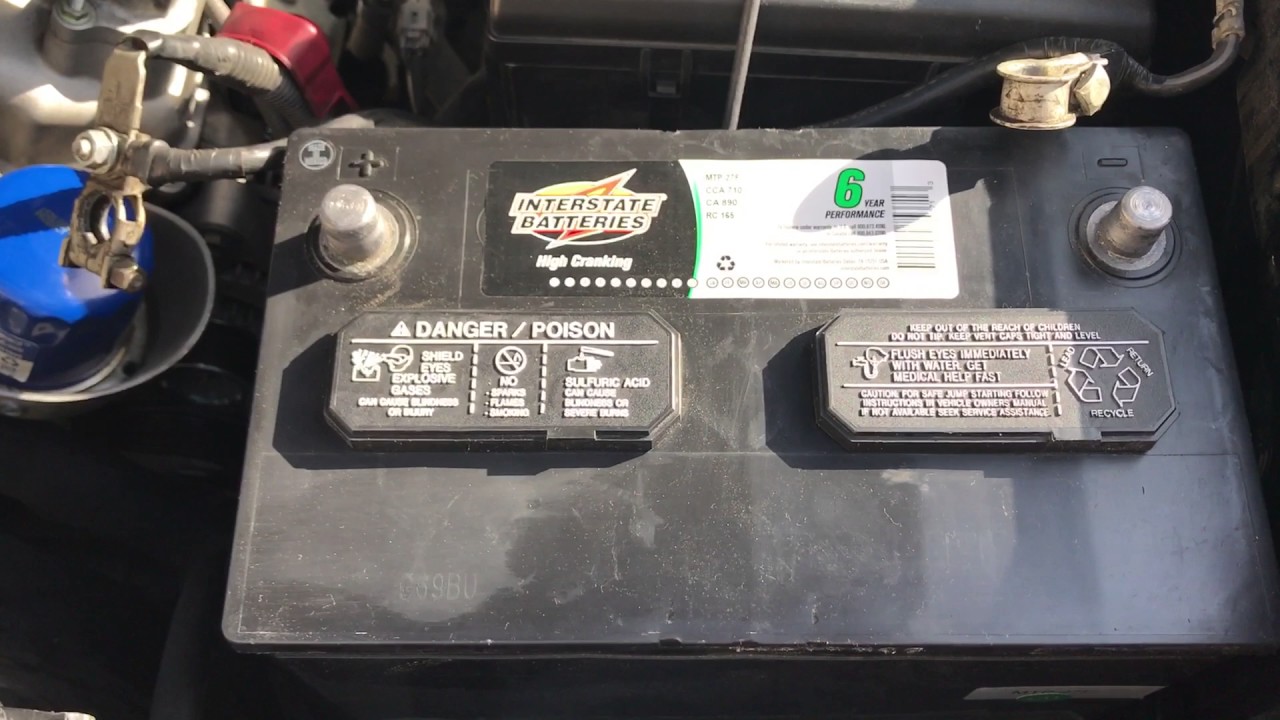 +
-
INTERSTATE
BATTERIES
High Cranking
MTP 27F
CCA 710
CA 890
RC 165
6
YEAR
PERFORMANCE
DANGER / POISON
SHIELD
EYES
EXPLOSIVE
GASES
CAN CAUSE BLINDNESS
OR INJURY
NO
• SPARKS
• FLAMES
• SMOKING
SULFURIC ACID
CAN CAUSE
BLINDNESS OR
SEVERE BURNS
KEEP OUT OF THE REACH OF CHILDREN
DO NOT TIP. KEEP VENT CAPS TIGHT AND LEVEL
FLUSH EYES IMMEDIATELY
WITH WATER. GET
MEDICAL HELP FAST
CAUTION: FOR SAFE JUMP STARTING FOLLOW
INSTRUCTIONS IN VEHICLE OWNERS MANUAL
IF NOT AVAILABLE SEEK SERVICE ASSISTANCE.
LEAD
RETURN
RECYCLE
C39BU